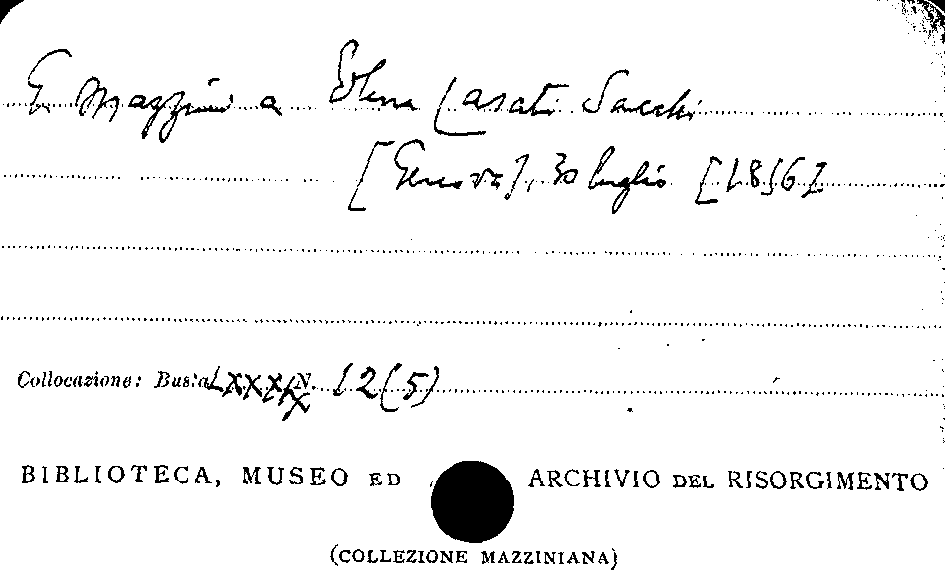 G. Mazzini a Elena Casati Sacchi
[Genova], 30 luglio [1856]
Collocazione: Busta N. 12(5)
BIBLIOTECA, MUSEO ED ARCHIVIO DEL RISORGIMENTO
(COLLEZIONE MAZZINIANA)